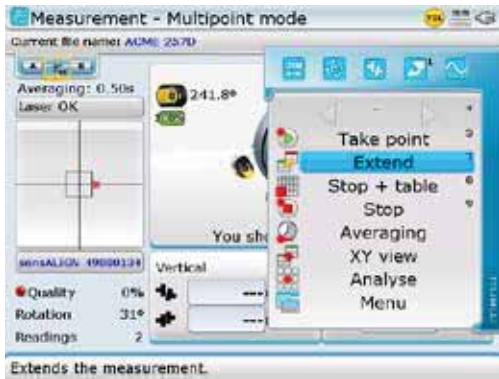 Measurement - Multipoint mode
Current file name: ACME 257D
Averaging: 0.50s
Laser OK
241.8°
Take point
Extend
Stop + table
Stop
Averaging
XY view
Analyse
Menu
You
sensALIGN 49000134
Vertical
Quality 0%
Rotation 31°
Readings 2
Extends the measurement.